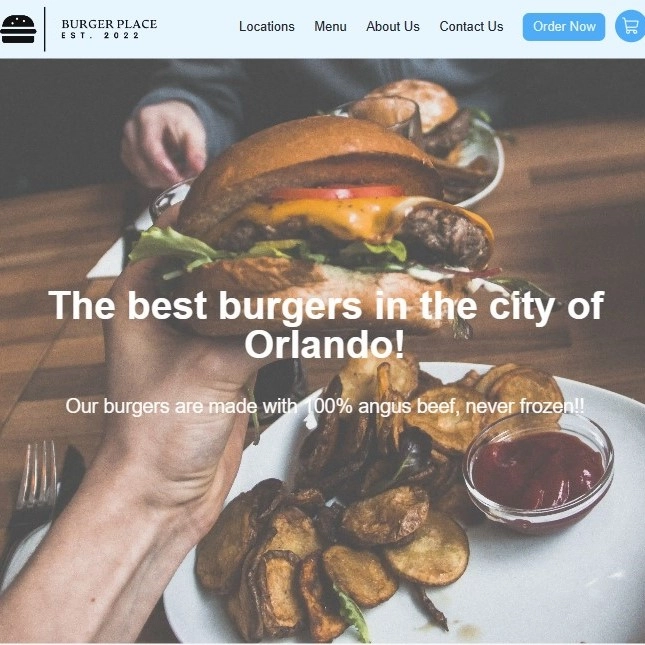 BURGER PLACE
EST. 2022
Locations Menu About Us Contact Us Order Now
The best burgers in the city of
Orlando!
Our burgers are made with 100% angus beef, never frozen!!